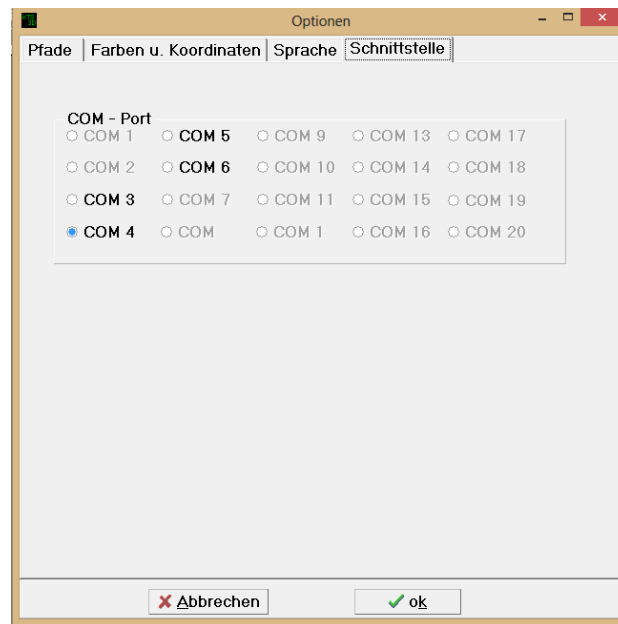 Optionen
Pfade Farben u. Koordinaten Sprache Schnittstelle
COM - Port
COM 1 COM 5 COM 9 COM 13 COM 17
COM 2 COM 6 COM 10 COM 14 COM 18
COM 3 COM 7 COM 11 COM 15 COM 19
COM 4 COM COM 1 COM 16 COM 20
Abbrechen ok